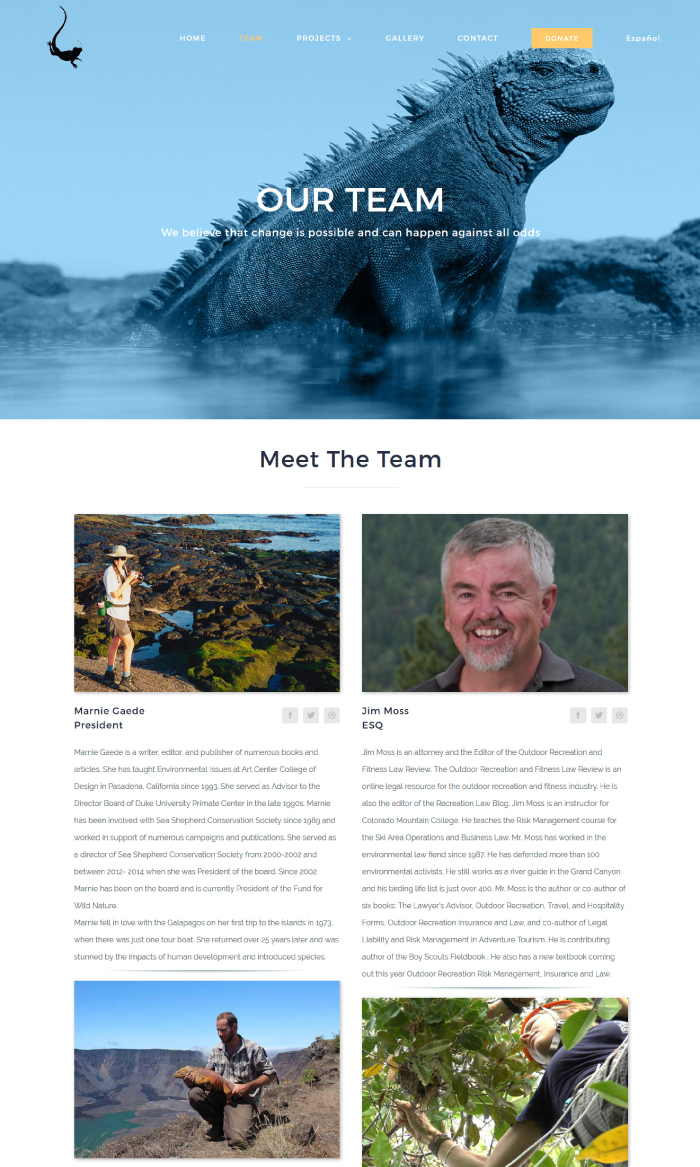 HOME
TEAM
PROJECTS
GALLERY
CONTACT
DONATE
Español
OUR TEAM
We believe that change is possible and can happen against all odds
Meet The Team
Marnie Gaede
President
Marnie Gaede is a writer, editor, and publisher of numerous books and
articles. She has taught Environmental Issues at Art Center College of
Design in Pasadena, California since 1993. She served as Advisor to the
Director Board of Duke University Primate Center in the late 1990s. Marnie
has been involved with Sea Shepherd Conservation Society since 1989 and
worked in support of numerous campaigns and publications. She served as
a director of Sea Shepherd Conservation Society from 2000-2002 and
between 2012- 2014 when she was President of the board. Since 2002
Marnie has been on the board and is currently President of the Fund for
Wild Nature.
Marnie fell in love with the Galapagos on her first trip to the islands in 1973,
when there was just one tour boat. She returned over 25 years later and was
stunned by the impacts of human development and introduced species.
Jim Moss
ESQ
Jim Moss is an attorney and the Editor of the Outdoor Recreation and
Fitness Law Review. The Outdoor Recreation and Fitness Law Review is an
online legal resource for the outdoor recreation and fitness industry. He is
also the editor of the Recreation Law Blog. Jim Moss is an instructor for
Colorado Mountain College. He teaches the Risk Management course for
the Ski Area Operations and Business Law. Mr. Moss has worked in the
environmental law fiend since 1987. He has defended more than 100
environmental activists. He still works as a river guide in the Grand Canyon
and his birding life list is just over 400. Mr. Moss is the author or co-author of
six books: The Lawyer's Advisor, Outdoor Recreation, Travel, and Hospitality
Forms, Outdoor Recreation Insurance and Law, and co-author of Legal
Liability and Risk Management in Adventure Tourism. He is contributing
author of the Boy Scouts Fieldbook . He also has a new textbook coming
out this year Outdoor Recreation Risk Management, Insurance and Law.